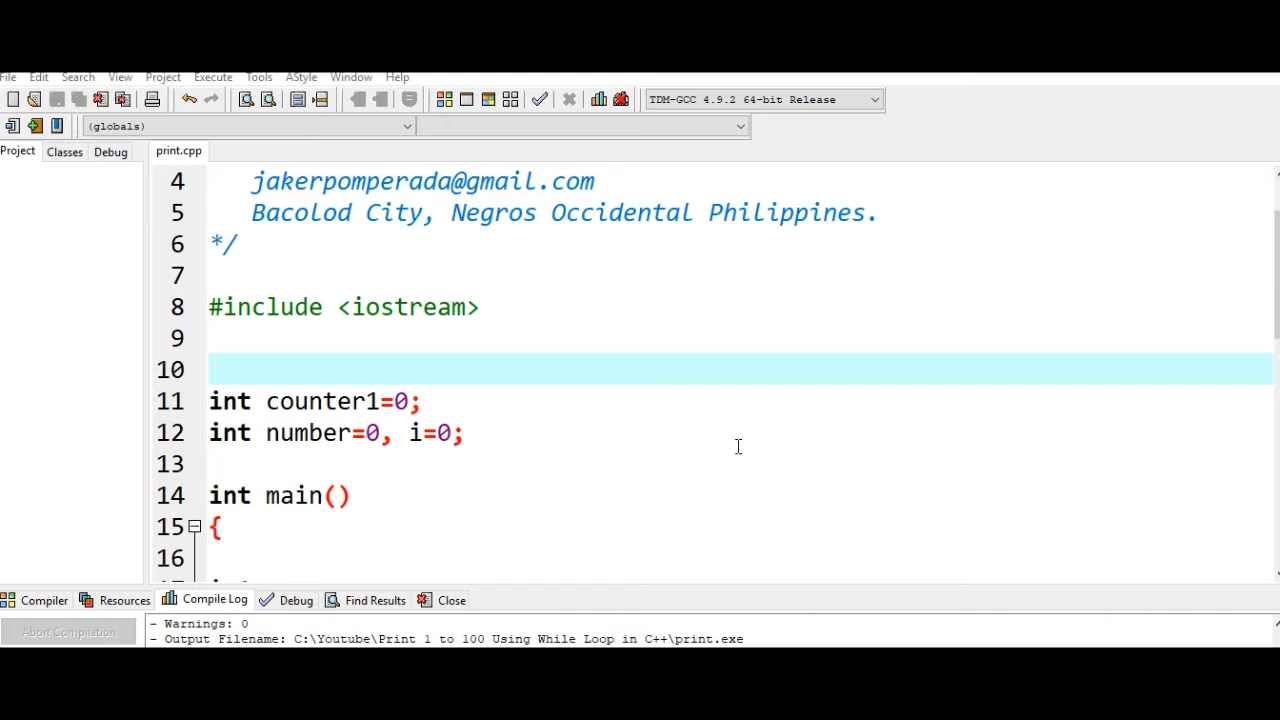 File Edit Search View Project Execute Tools AStyle Window Help
TDM-GCC 4.9.2 64-bit Release
(globals)
Project Classes Debug print.cpp
4 jakerpomperada@gmail.com
5 Bacolod City, Negros Occidental Philippines.
6 */
7
8 #include <iostream>
9
10
11 int counter1=0;
12 int number=0, i=0;
13
14 int main()
15 {
16
Compiler Resources Compile Log Debug Find Results Close
Abort Compilation
- Warnings: 0
- Output Filename: C:\Youtube\Print 1 to 100 Using While Loop in C++\print.exe